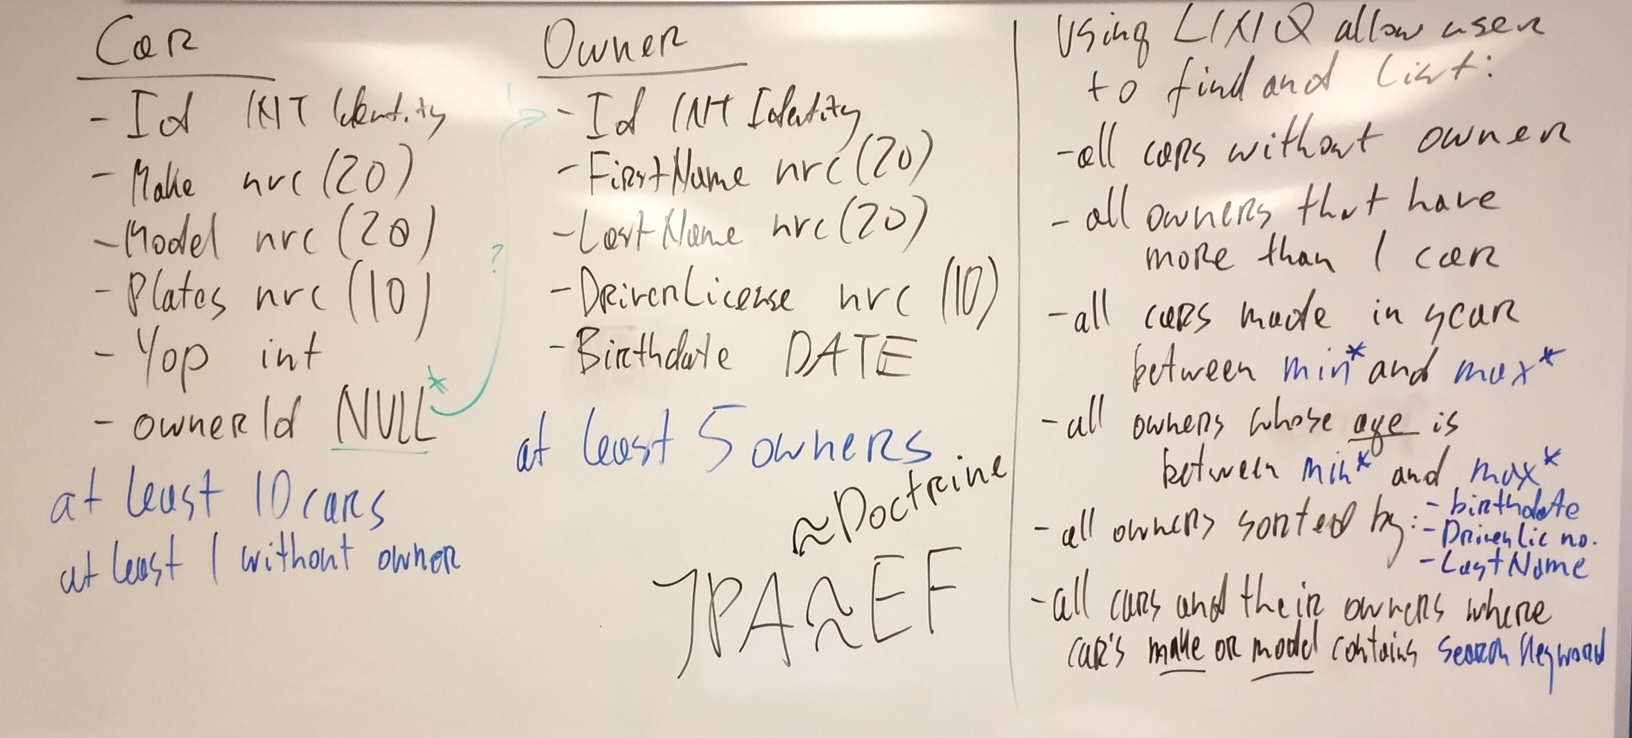 Car
- Id INT Identity
- Make nvc (20)
- Model nvc (20)
- Plates nvc (10)
- Yop int
- ownerId NULL*
at least 10 cars
at least 1 without owner
?
Owner
- Id INT Identity
- FirstName nvc (20)
- LastName nvc (20)
- DriverLicense nvc (10)
- Birthdate DATE
at least 5 owners
≈Doctrine
JPA≈EF
Using LINQ allow user
to find and list:
- all cars without owner
- all owners that have
more than 1 car
- all cars made in year
between min* and max*
- all owners whose age is
between min* and max*
- all owners sorted by:
- birthdate
- DriverLic no.
- LastName
- all cars and their owners where
car's make or model contains search keyword